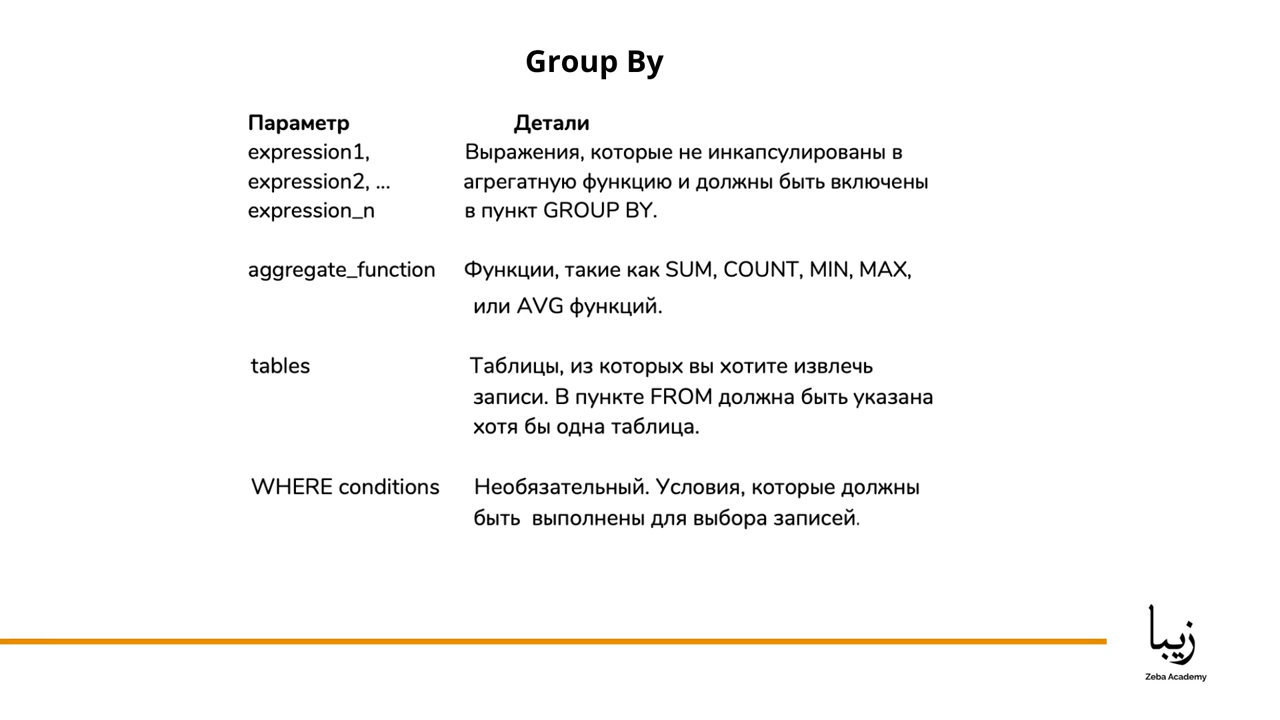 Group By
Параметр Детали
expression1, Выражения, которые не инкапсулированы в
expression2, ... агрегатную функцию и должны быть включены
expression_n в пункт GROUP BY.
aggregate_function Функции, такие как SUM, COUNT, MIN, MAX,
или AVG функций.
tables Таблицы, из которых вы хотите извлечь
записи. В пункте FROM должна быть указана
хотя бы одна таблица.
WHERE conditions Необязательный. Условия, которые должны
быть выполнены для выбора записей.
زيبا
Zeba Academy